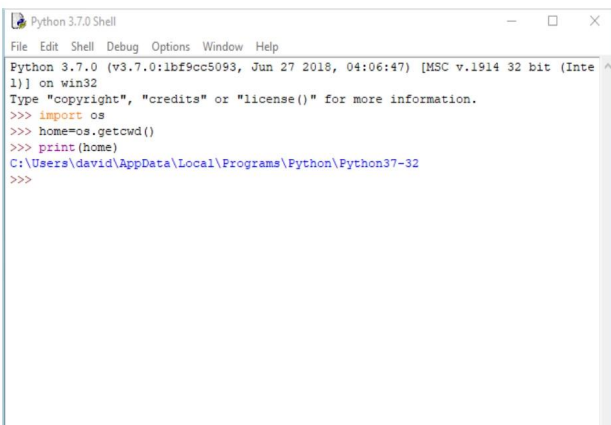 Python 3.7.0 Shell
File Edit Shell Debug Options Window Help
Python 3.7.0 (v3.7.0:1bf9cc5093, Jun 27 2018, 04:06:47) [MSC v.1914 32 bit (Inte
l)] on win32
Type "copyright", "credits" or "license()" for more information.
>>> import os
>>> home=os.getcwd()
>>> print(home)
C:\Users\david\AppData\Local\Programs\Python\Python37-32
>>>